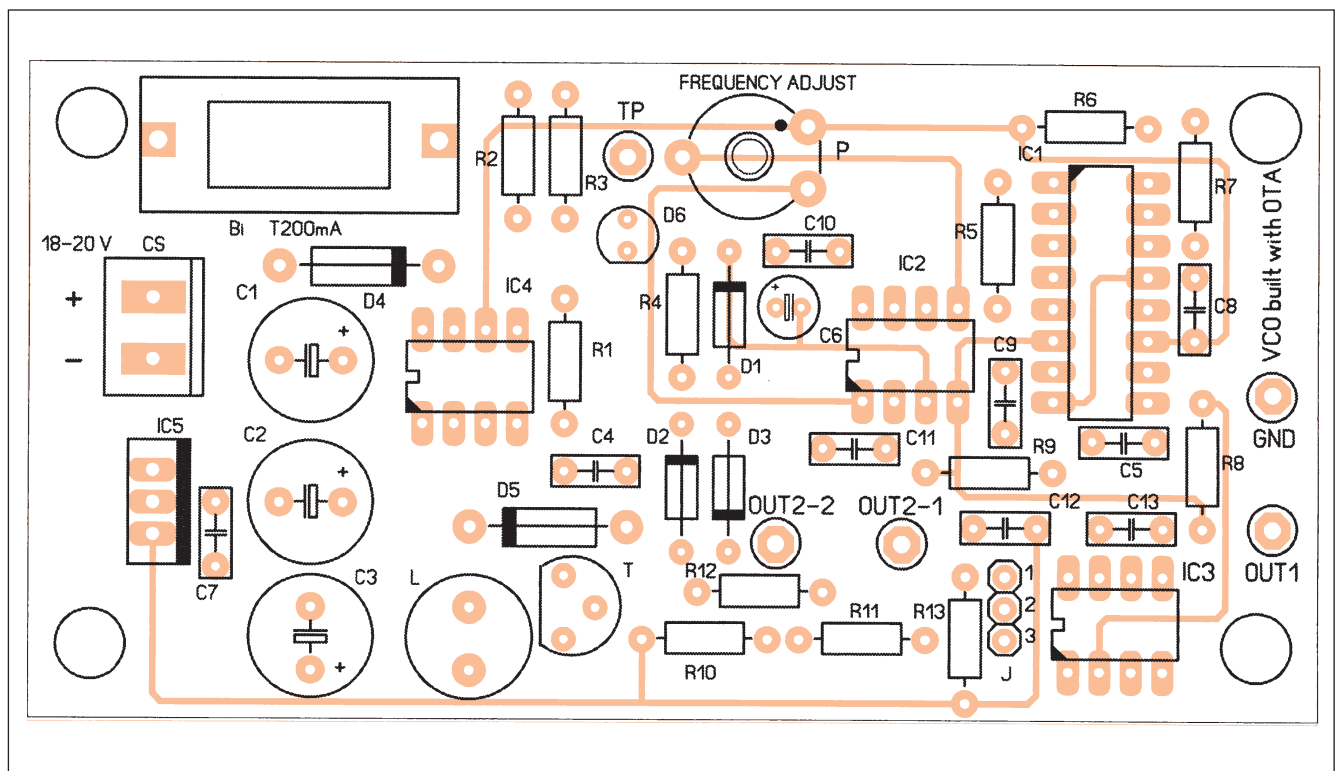 FREQUENCY ADJUST
TP
R6
R2
R3
P
IC1
R7
Bi T200mA
D6
18-20 V
CS
C10
R5
VCO built with OTA
D4
IC4
IC2
C1
+
R4
C8
+
+
R1
C6
C9
-
D1
IC5
C2
C4
D2
D3
C11
GND
+
R9
C5
R8
D5
OUT2-2
OUT2-1
C12
C13
C7
C3
L
T
R12
1
IC3
OUT1
2
R11
R13
3
+
R10
J